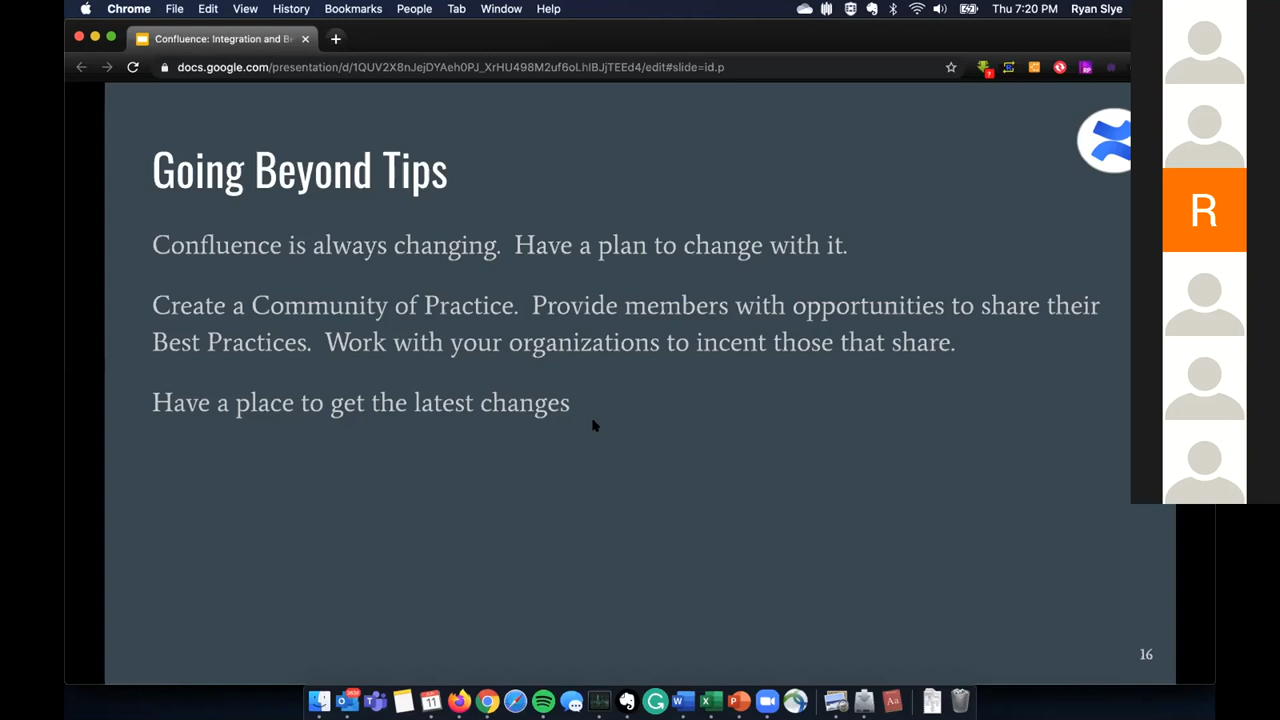 Chrome File Edit View History Bookmarks People Tab Window Help Thu 7:20 PM Ryan Slye
Confluence: Integration and B
docs.google.com/presentation/d/1QUV2X8nJejDYAeh0PJ_XrHU498M2uf6oLhIBJjTEEd4/edit#slide=id.p
Going Beyond Tips
Confluence is always changing. Have a plan to change with it.
Create a Community of Practice. Provide members with opportunities to share their
Best Practices. Work with your organizations to incent those that share.
Have a place to get the latest changes
16
R
11